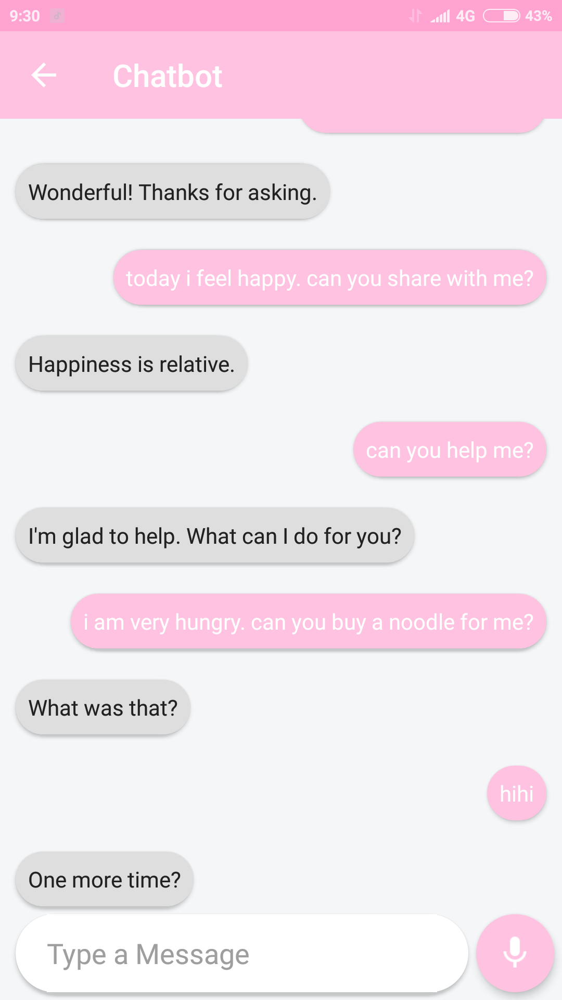 9:30 4G 43%
Chatbot
Wonderful! Thanks for asking.
today i feel happy. can you share with me?
Happiness is relative.
can you help me?
I'm glad to help. What can I do for you?
i am very hungry. can you buy a noodle for me?
What was that?
hihi
One more time?
Type a Message